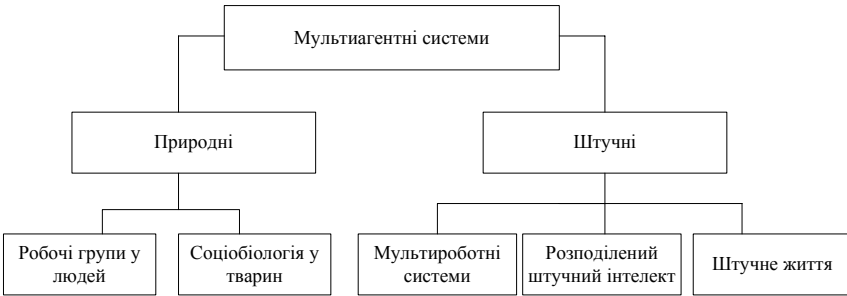 Мультиагентні системи
Природні
Штучні
Робочі групи у
людей
Соціобіологія у
тварин
Мультироботні
системи
Розподілений
штучний інтелект
Штучне життя